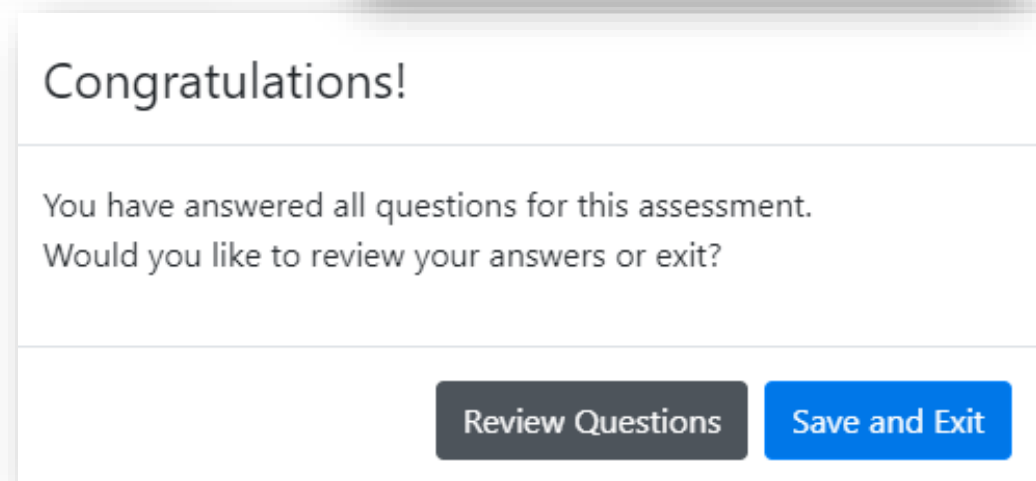 Congratulations!
You have answered all questions for this assessment.
Would you like to review your answers or exit?
Review Questions
Save and Exit